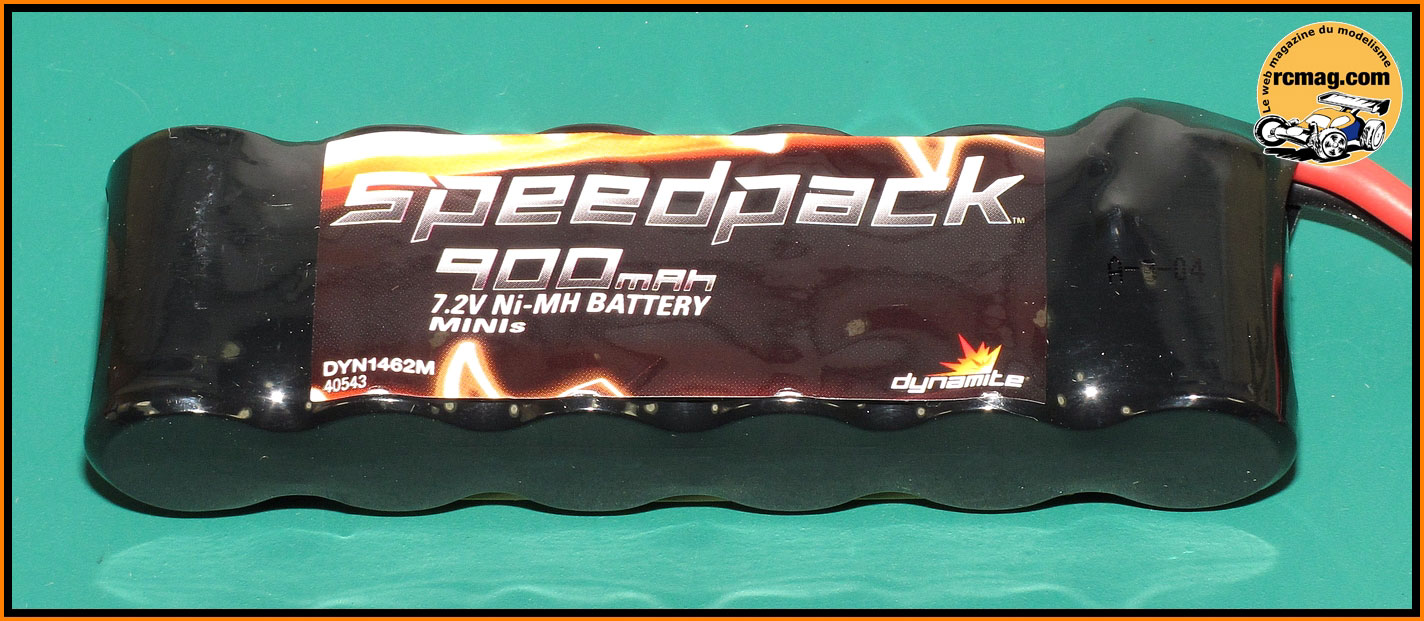 Le web magazine du modelisme
rcmag.com
speedpack™
900mAh
7.2V Ni-MH BATTERY
MINIs
DYN1462M
40543
dynamite